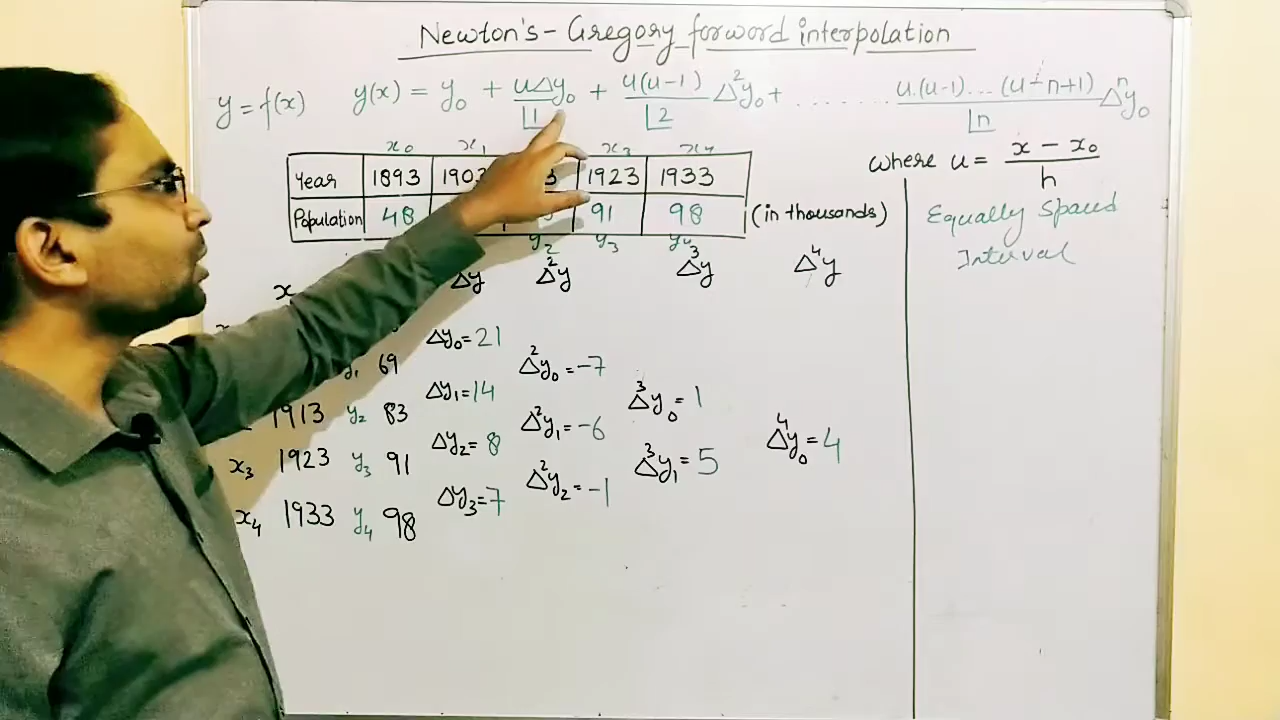 Newton's - Gregory forword interpolation
y = f(x) y(x) = y₀ + uΔy₀/⌊1 + u(u-1)/⌊2 Δ²y₀ + ........ u.(u-1)...(u-n+1)/⌊n Δⁿy₀
where u = x - x₀/h
x₀ x₁ x₃ x₄
Year 1893 1903 1923 1933
Population 48 91 98 (in thousands)
y₂ y₃ y₄
Equally Spaced
Interval
x Δy Δ²y Δ³y Δ⁴y
Δy₀ = 21
y₁ 69 Δ²y₀ = -7
Δy₁ = 14 Δ³y₀ = 1
1913 y₂ 83 Δ²y₁ = -6 Δ⁴y₀ = 4
Δy₂ = 8 Δ³y₁ = 5
x₃ 1923 y₃ 91 Δ²y₂ = -1
Δy₃ = 7
x₄ 1933 y₄ 98